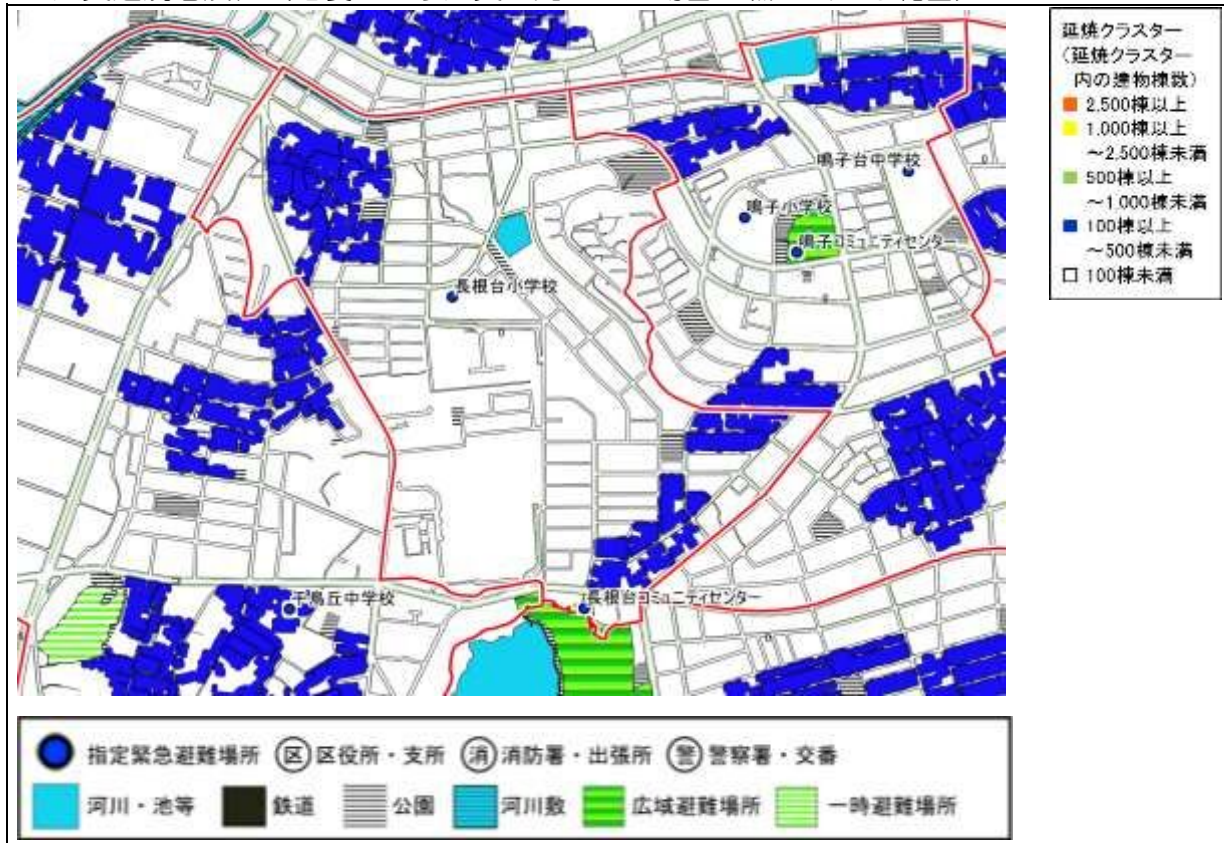 延焼クラスター
(延焼クラスター
内の建物棟数)
2,500棟以上
1,000棟以上
～2,500棟未満
500棟以上
～1,000棟未満
100棟以上
～500棟未満
100棟未満
鳴子台中学校
鳴子小学校
鳴子コミュニティセンター
長根台小学校
千鳥丘中学校
長根台コミュニティセンター
指定緊急避難場所 区 区役所・支所 消 消防署・出張所 警 警察署・交番
河川・池等 鉄道 公園 河川敷 広域避難場所 一時避難場所